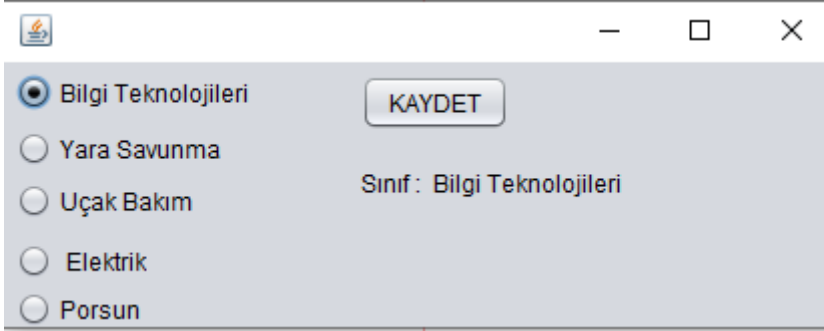 Bilgi Teknolojileri
KAYDET
Yara Savunma
Sınıf : Bilgi Teknolojileri
Uçak Bakım
Elektrik
Porsun